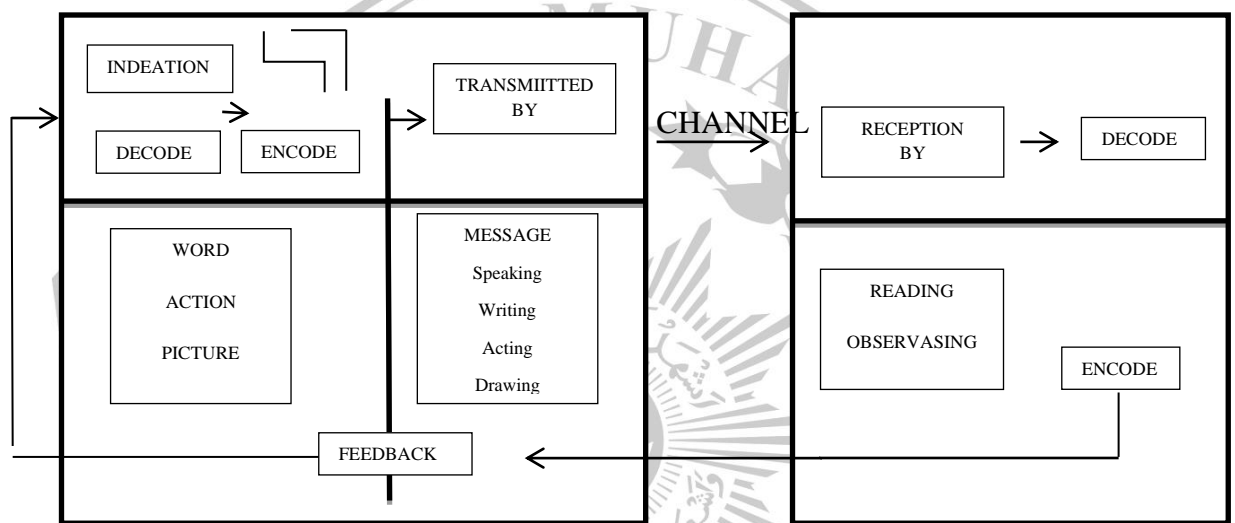 MUHA
INDEATION
TRANSMIITTED
BY
CHANNEL
RECEPTION
BY
DECODE
DECODE
ENCODE
WORD
ACTION
PICTURE
MESSAGE
Speaking
Writing
Acting
Drawing
READING
OBSERVASING
ENCODE
FEEDBACK